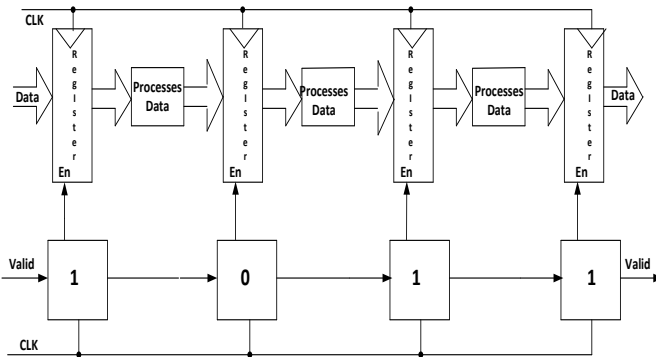 CLK
Register
Register
Register
Register
Data
Processes
Data
Processes
Data
Processes
Data
Data
En
En
En
En
Valid
1
0
1
1
Valid
CLK